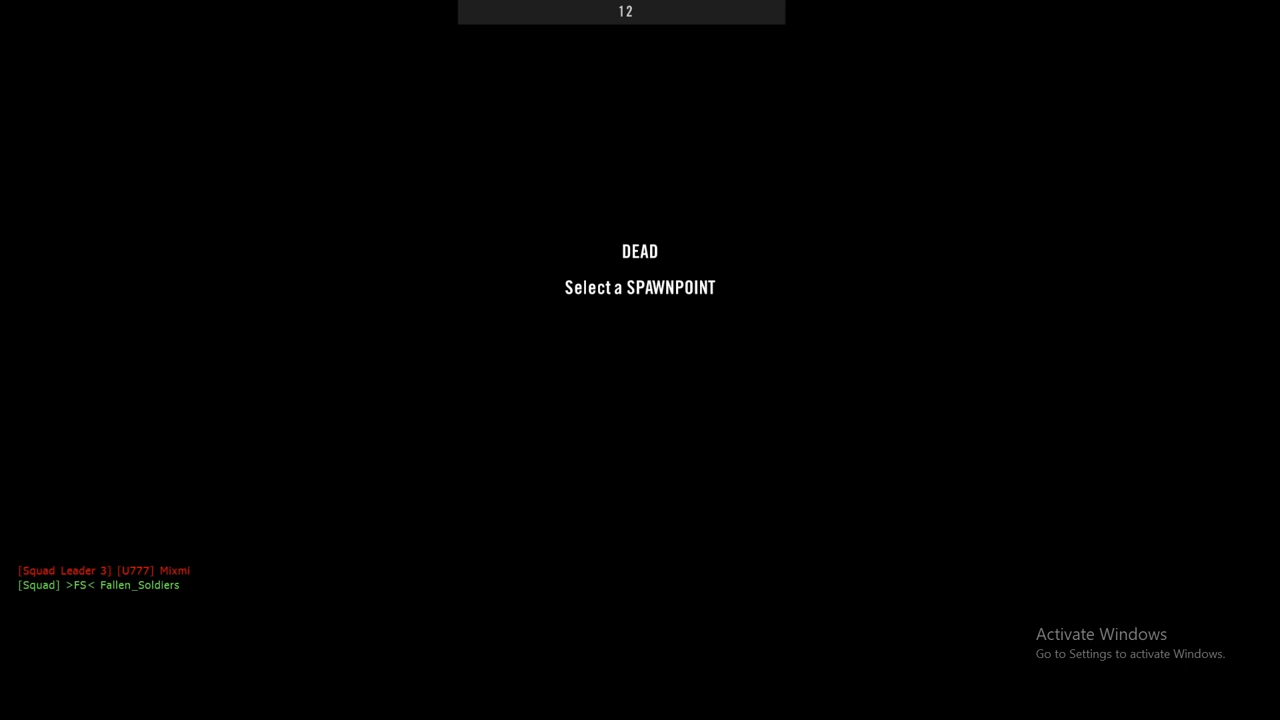 12
DEAD
Select a SPAWNPOINT
[Squad Leader 3] [U777] Mixmi
[Squad] >FS< Fallen_Soldiers
Activate Windows
Go to Settings to activate Windows.